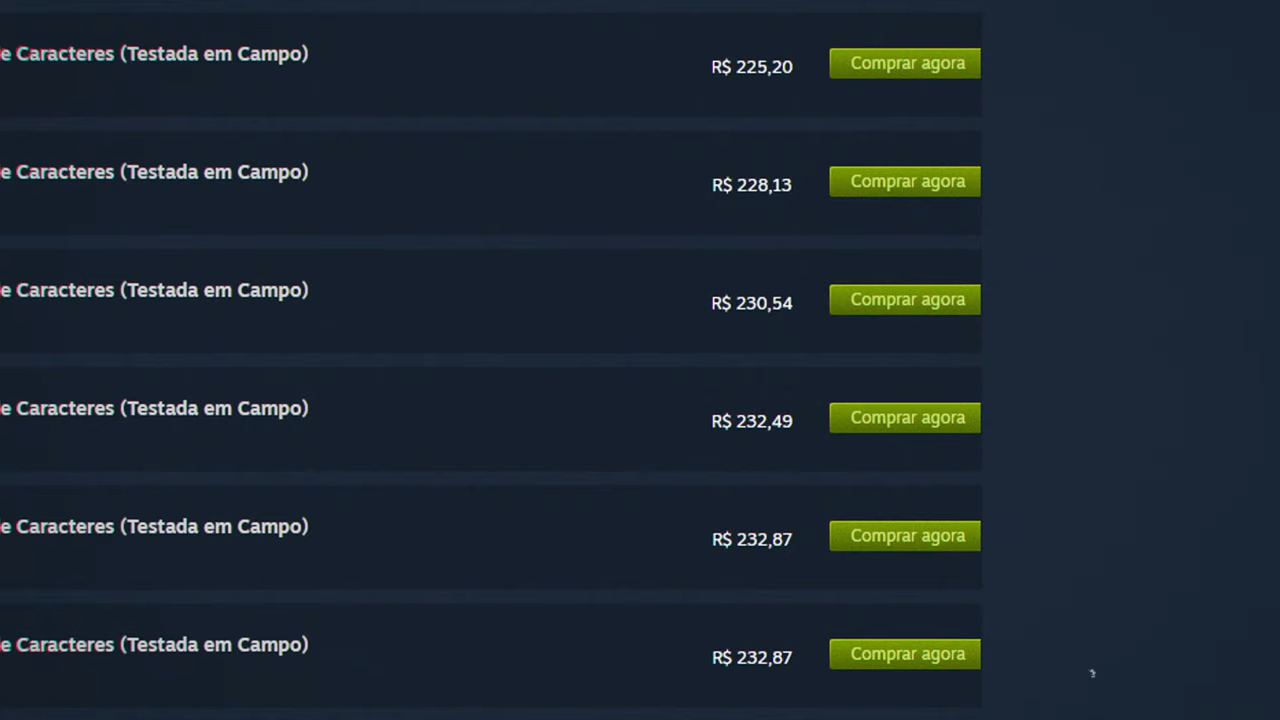 e Caracteres (Testada em Campo) R$ 225,20 Comprar agora
e Caracteres (Testada em Campo) R$ 228,13 Comprar agora
e Caracteres (Testada em Campo) R$ 230,54 Comprar agora
e Caracteres (Testada em Campo) R$ 232,49 Comprar agora
e Caracteres (Testada em Campo) R$ 232,87 Comprar agora
e Caracteres (Testada em Campo) R$ 232,87 Comprar agora